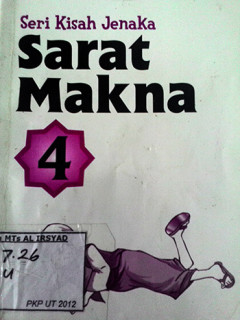 Seri Kisah Jenaka
Sarat
Makna
4
MTs AL IRSYAD
7.26
u
PKP UT 2012